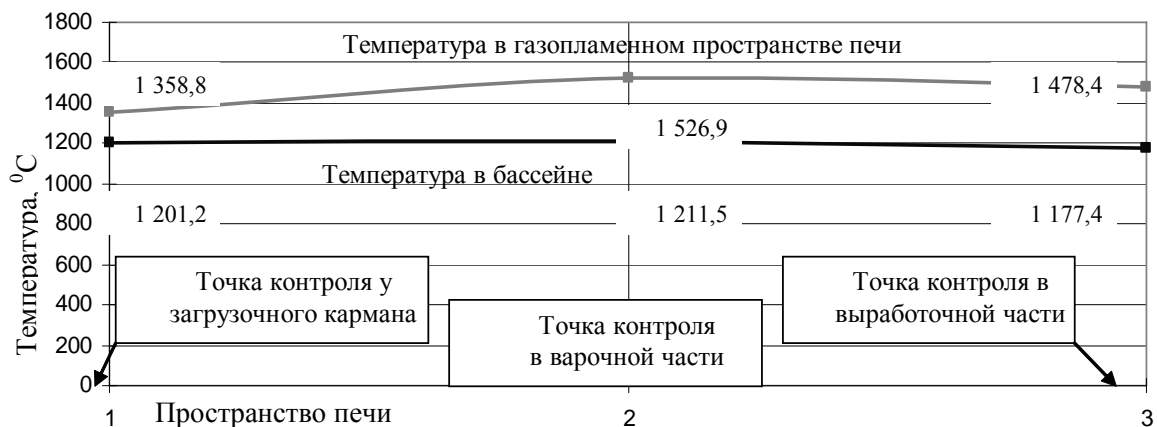 1800
1600
1400
1200
1000
800
600
400
200
0
Температура, ⁰С
Температура в газопламенном пространстве печи
1 358,8
1 478,4
1 526,9
Температура в бассейне
1 201,2
1 211,5
1 177,4
Точка контроля у
загрузочного кармана
Точка контроля
в варочной части
Точка контроля в
выработочной части
1
Пространство печи
2
3